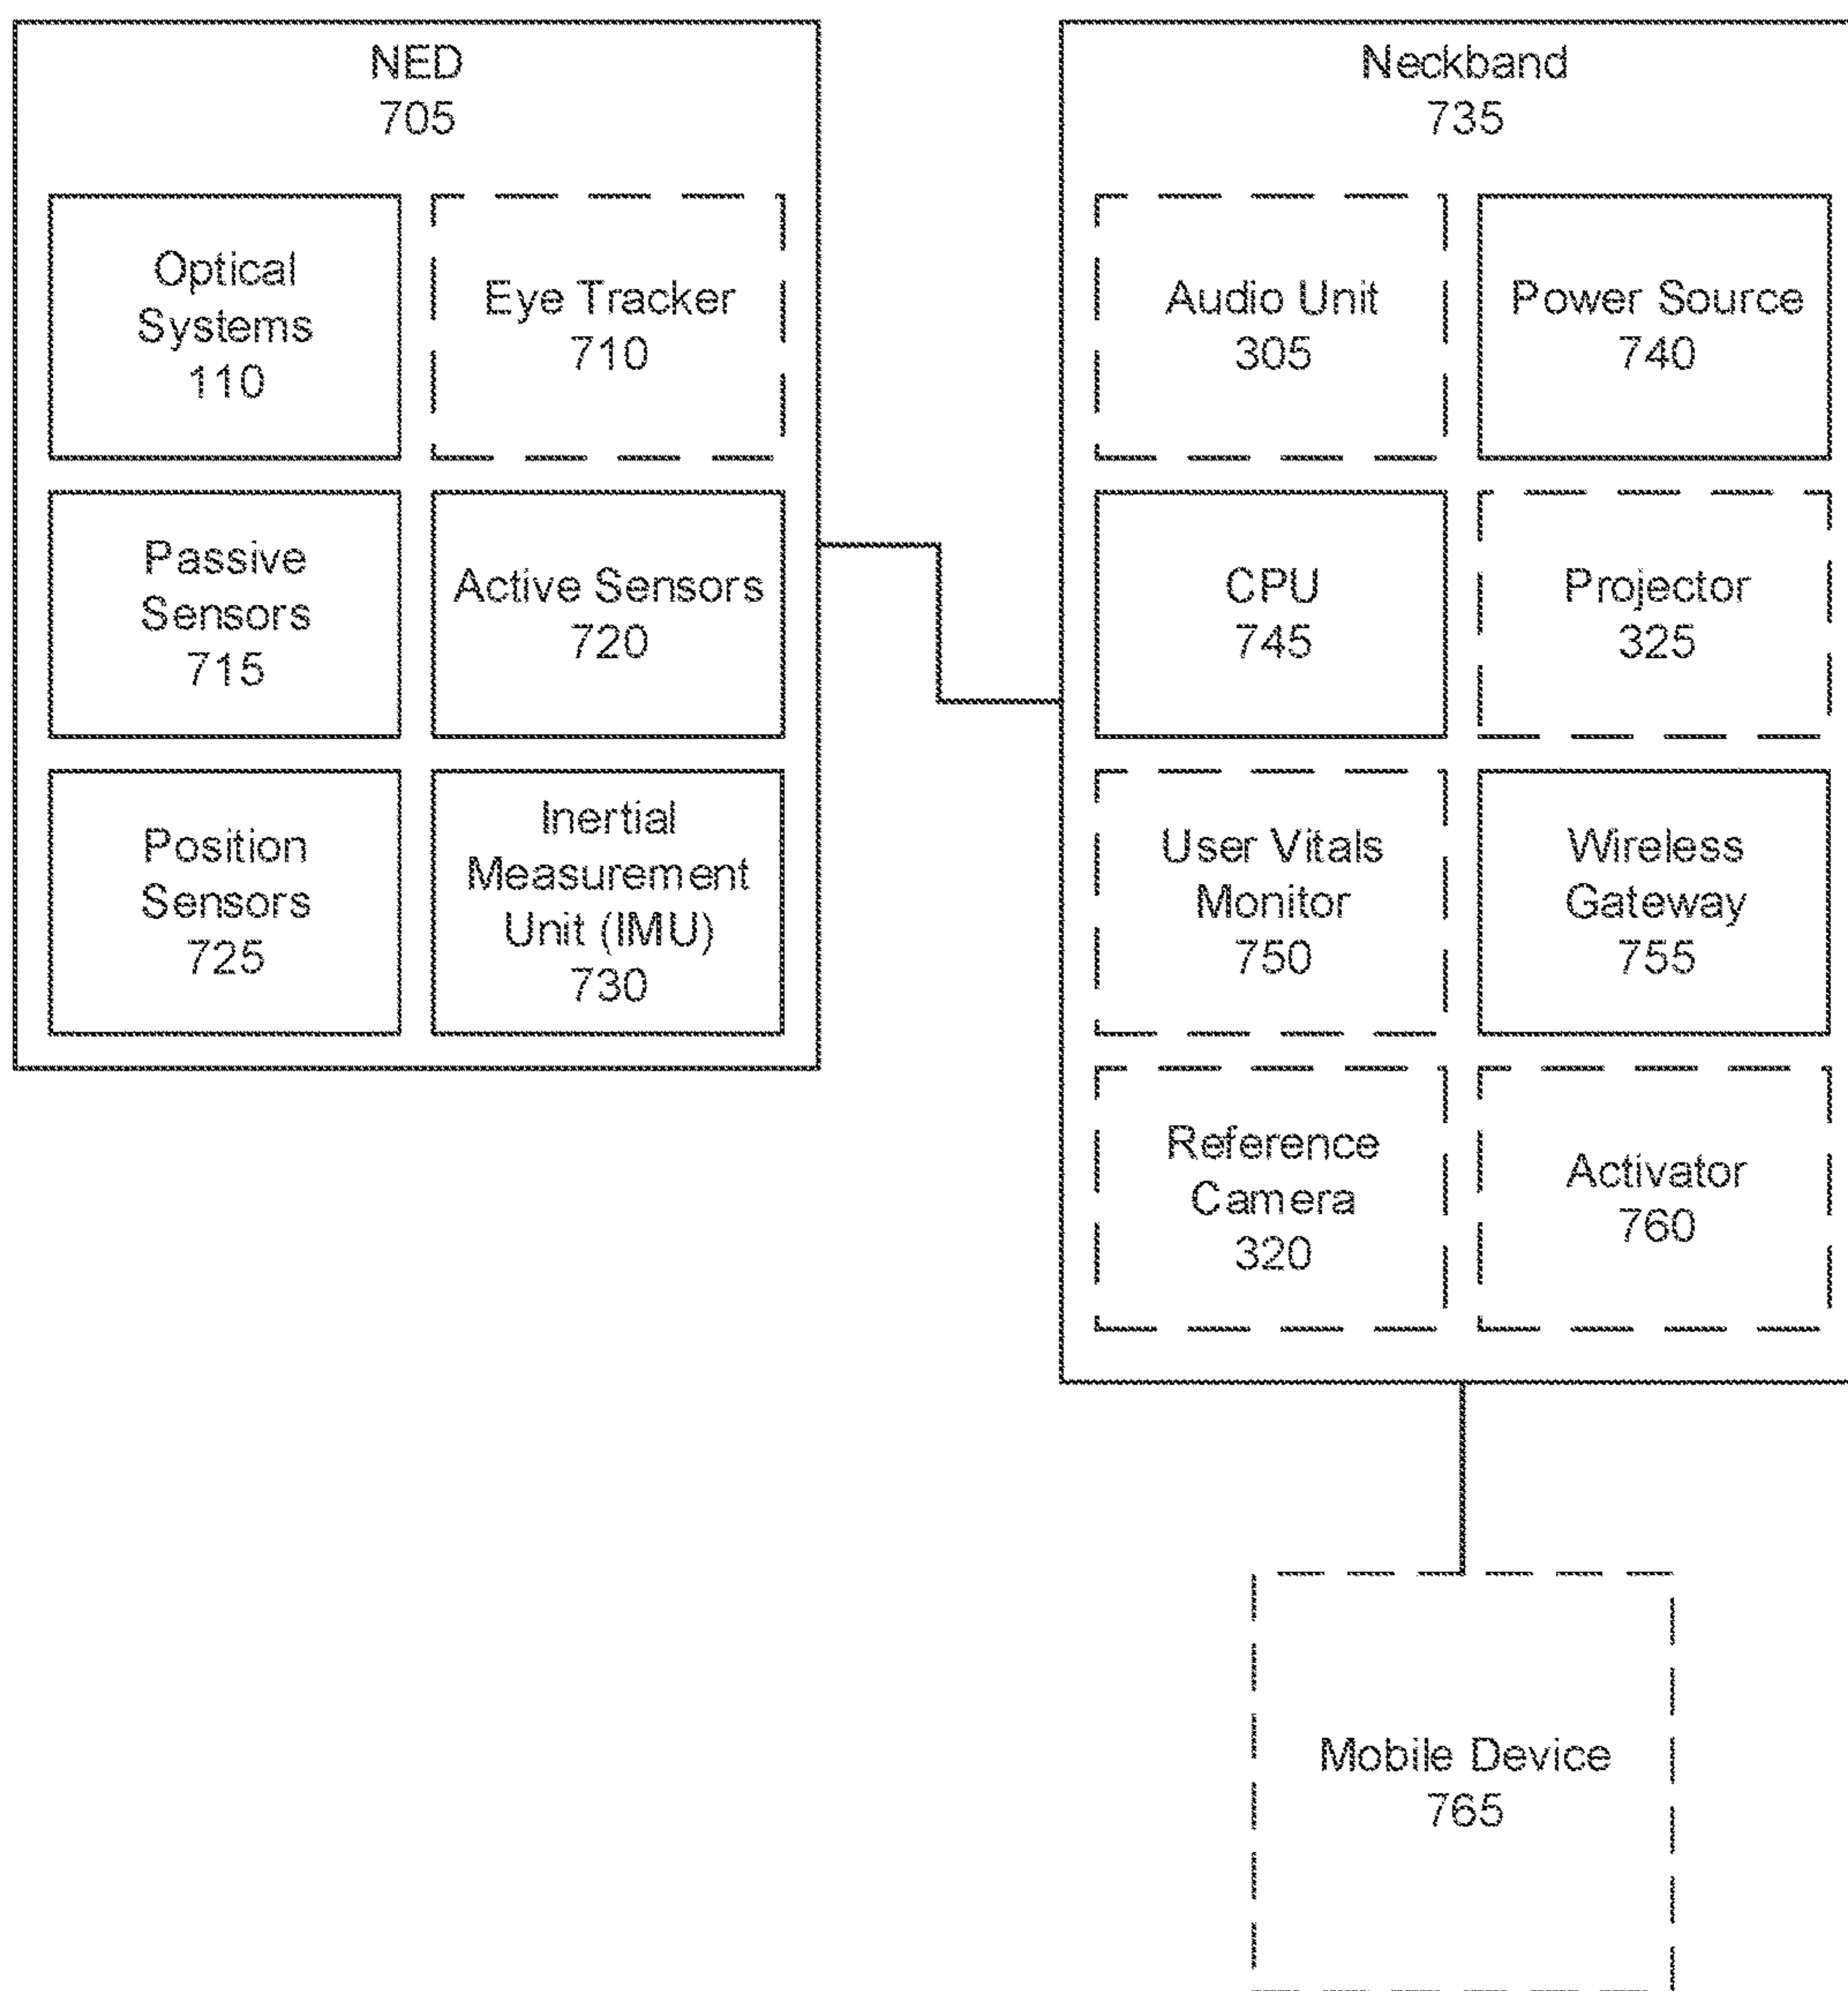 NED
705
Optical
Systems
110
Eye Tracker
710
Passive
Sensors
715
Active Sensors
720
Position
Sensors
725
Inertial
Measurement
Unit (IMU)
730
Neckband
735
Audio Unit
305
Power Source
740
CPU
745
Projector
325
User Vitals
Monitor
750
Wireless
Gateway
755
Reference
Camera
320
Activator
760
Mobile Device
765